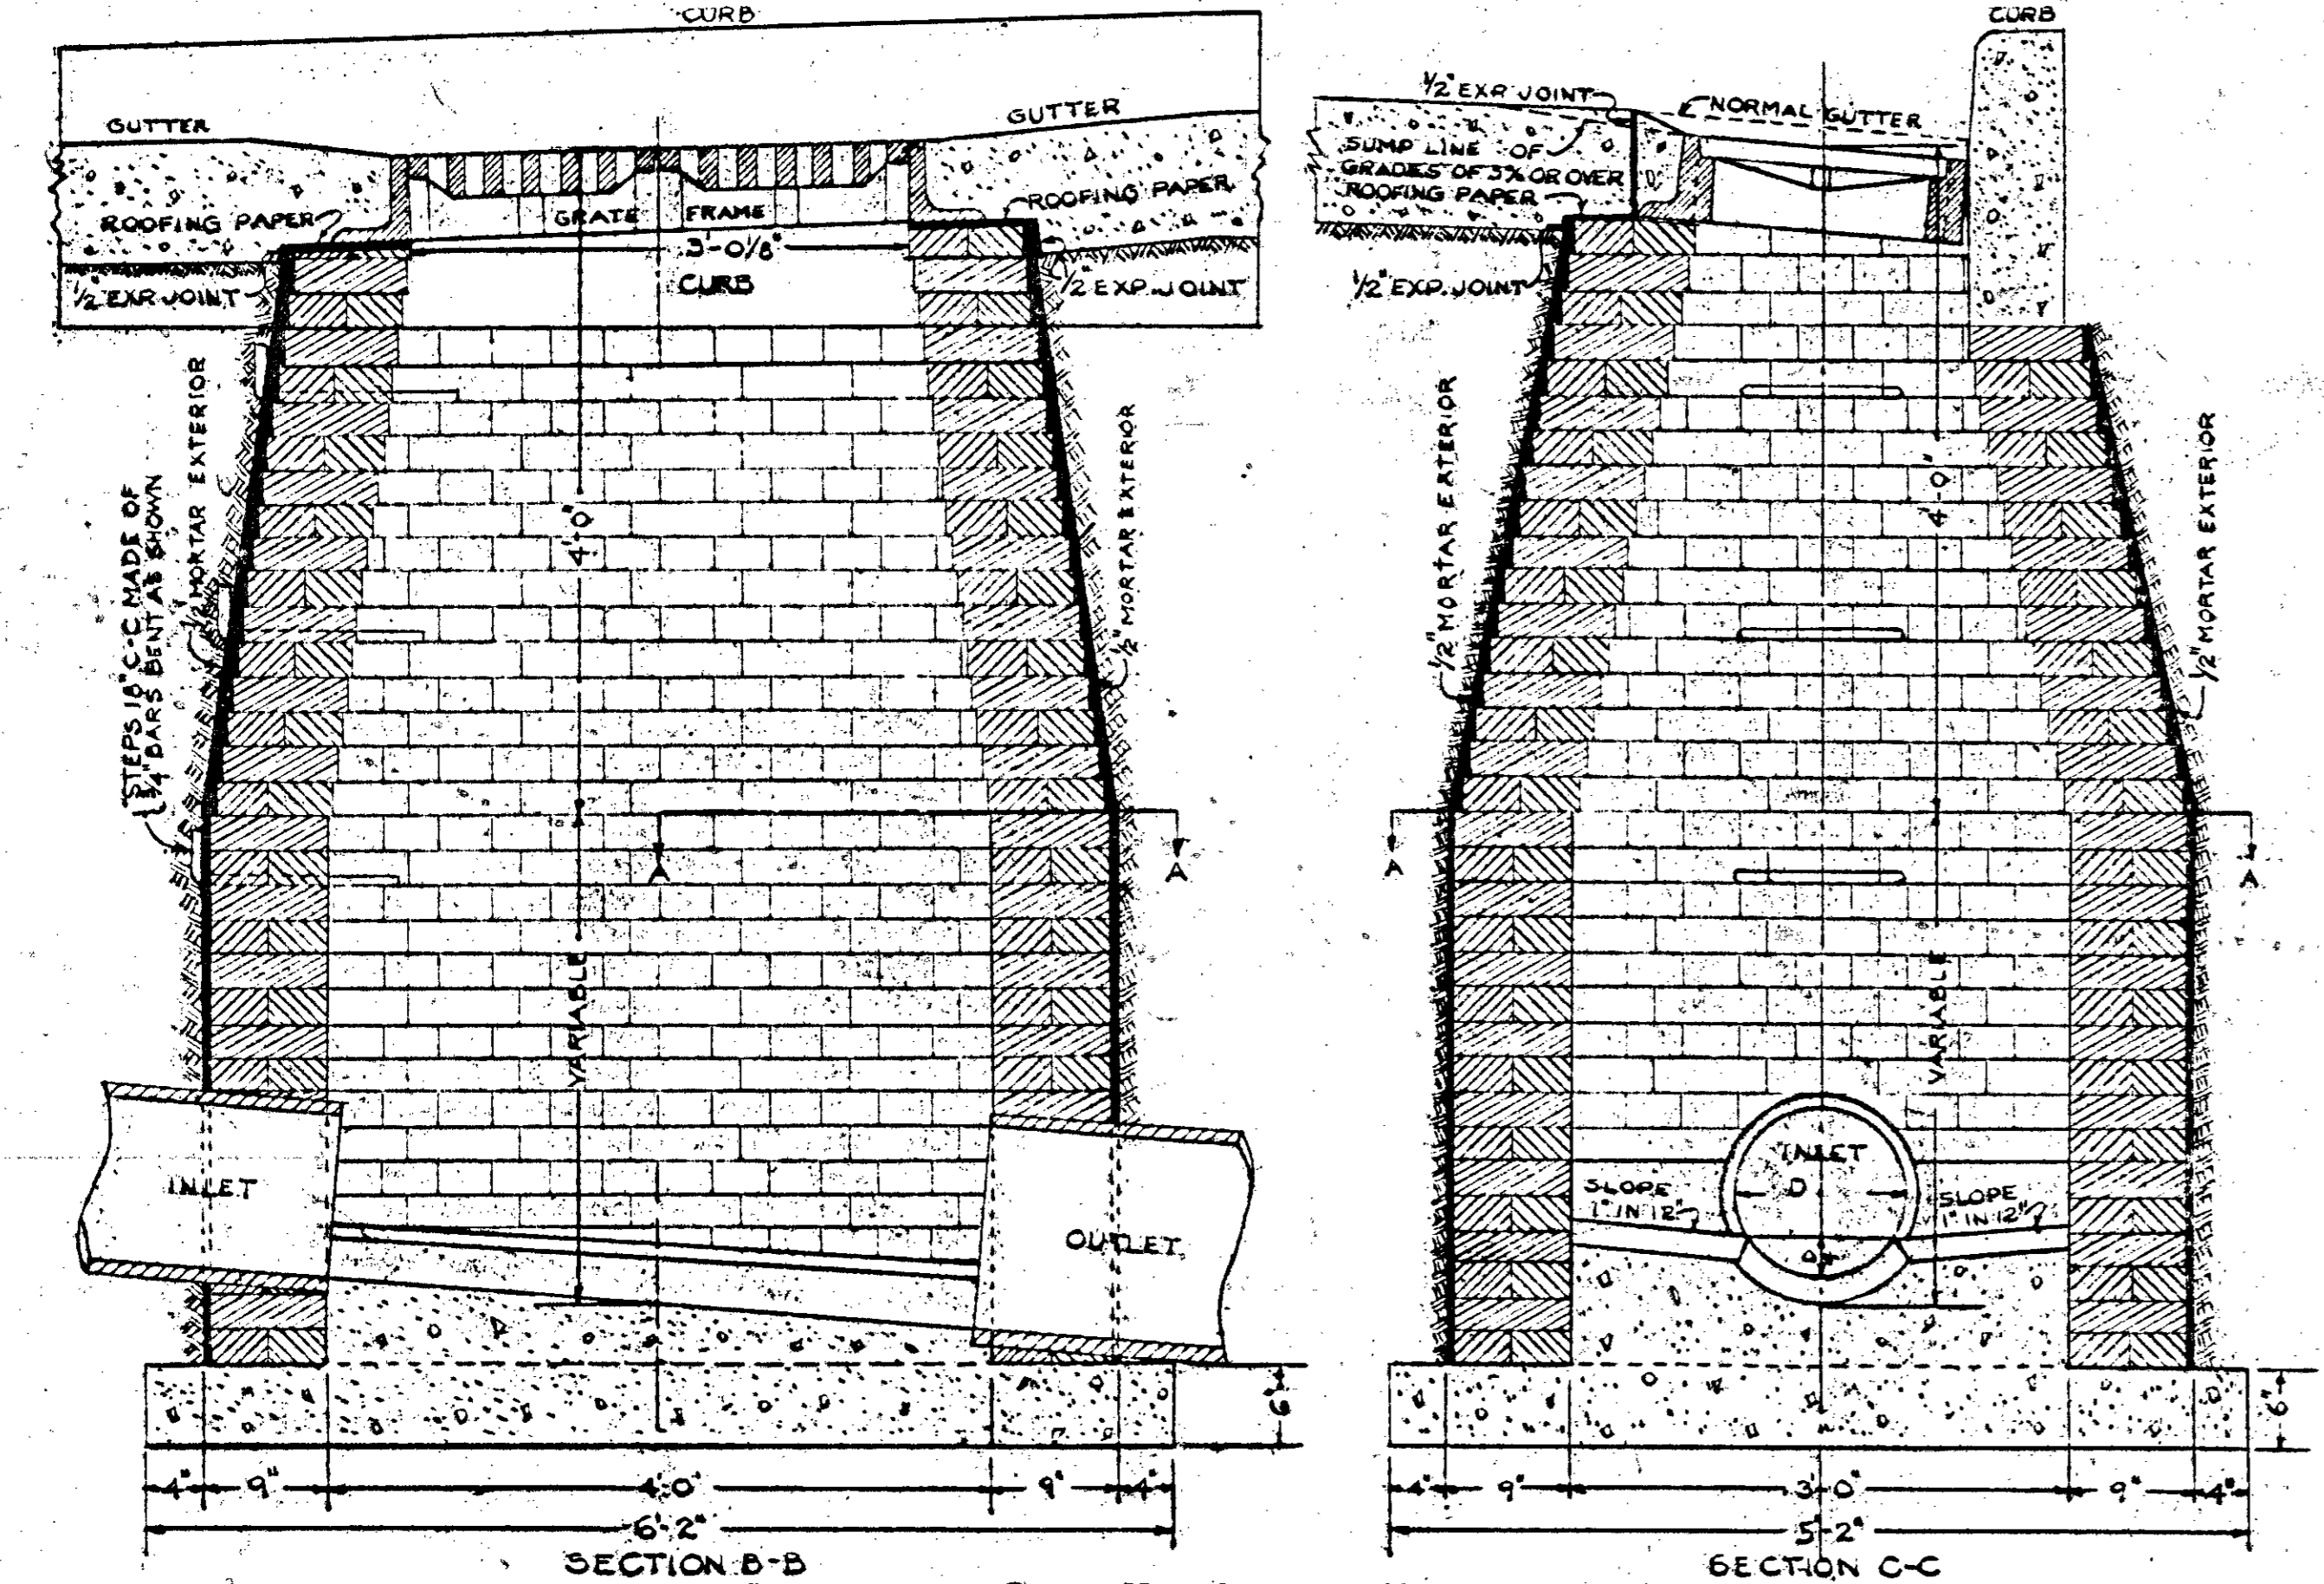 CURB
GUTTER
GUTTER
ROOFING PAPER
GRATE FRAME
ROOFING PAPER
3'-0 1/8"
CURB
1/2" EXP. JOINT
1/2" EXP. JOINT
STEPS 18" C-C MADE OF
3/4" BARS BENT AS SHOWN
1/2" MORTAR EXTERIOR
4'-0"
1/2" MORTAR EXTERIOR
A
A
VARIABLE
INLET
OUTLET
6"
4" 9" 4'-0" 9" 4"
6'-2"
SECTION B-B
CURB
1/2" EXP. JOINT
NORMAL GUTTER
SUMP LINE OF
GRADES OF 3% OR OVER
ROOFING PAPER
1/2" EXP. JOINT
1/2" MORTAR EXTERIOR
4'-0"
1/2" MORTAR EXTERIOR
A
A
VARIABLE
INLET
D
SLOPE
1" IN 12"
SLOPE
1" IN 12"
6"
4" 9" 3'-0" 9" 4"
5'-2"
SECTION C-C